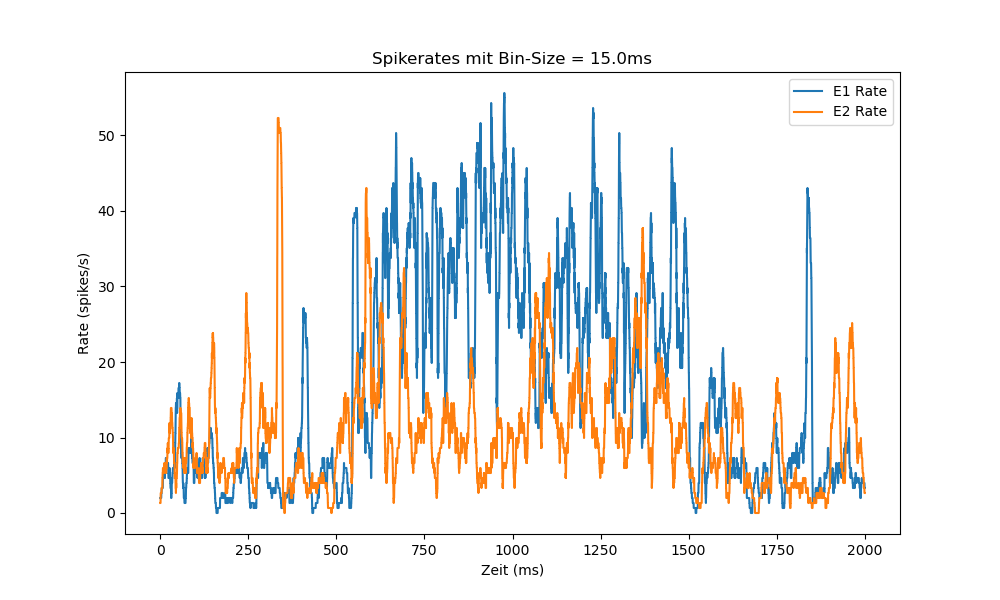 Spikerates mit Bin-Size = 15.0ms
E1 Rate
E2 Rate
Rate (spikes/s)
50
40
30
20
10
0
0 250 500 750 1000 1250 1500 1750 2000
Zeit (ms)